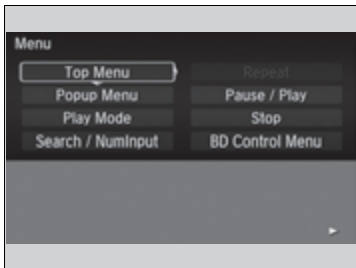 Menu
Top Menu
Repeat
Popup Menu
Pause / Play
Play Mode
Stop
Search / NumInput
BD Control Menu